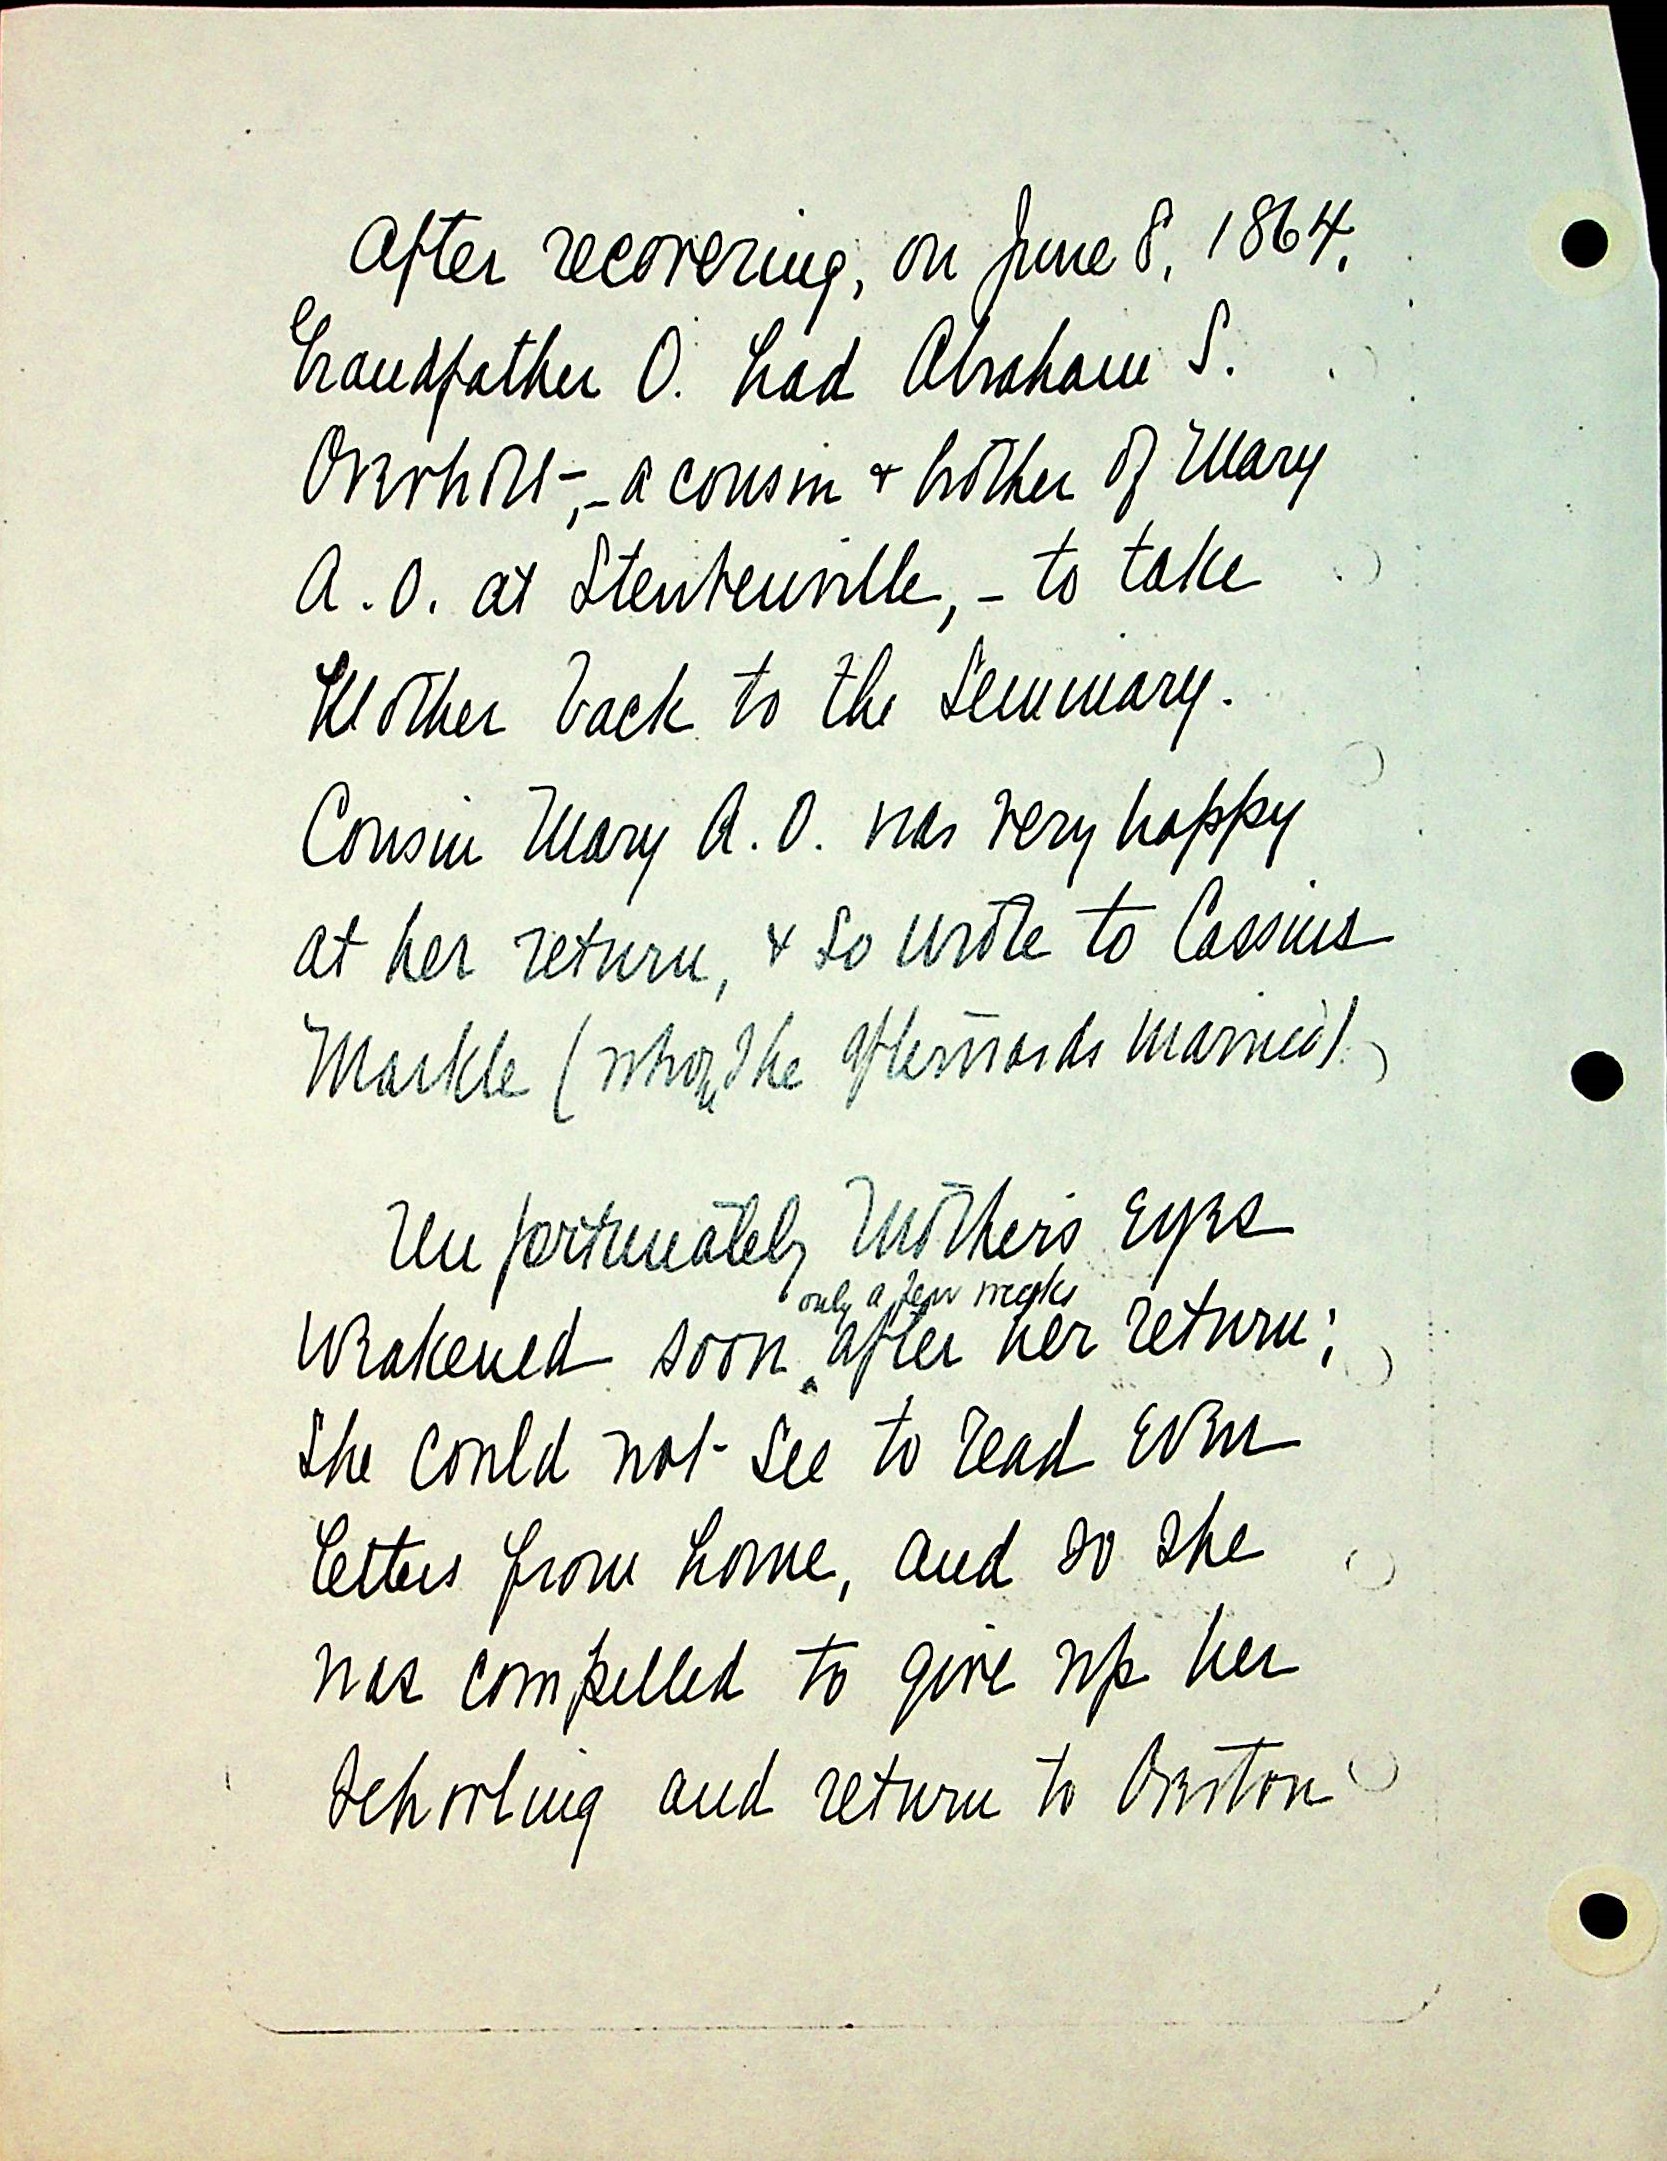 After recovering, on June 8, 1864,
Grandfather O. had Abraham S.
Overholt,- a cousin + brother of Mary
A. O. at Steubenville, - to take
Mother back to the Seminary.
Cousin Mary A. O. was very happy
at her return, + so wrote to Cassius
Markle (whom she afterwards married).
Unfortunately Mother's eyes
only a few weeks
weakened soon ^ after her return;
she could not see to read even
letters from home, and so she
was compelled to give up her
schooling and return to Overton